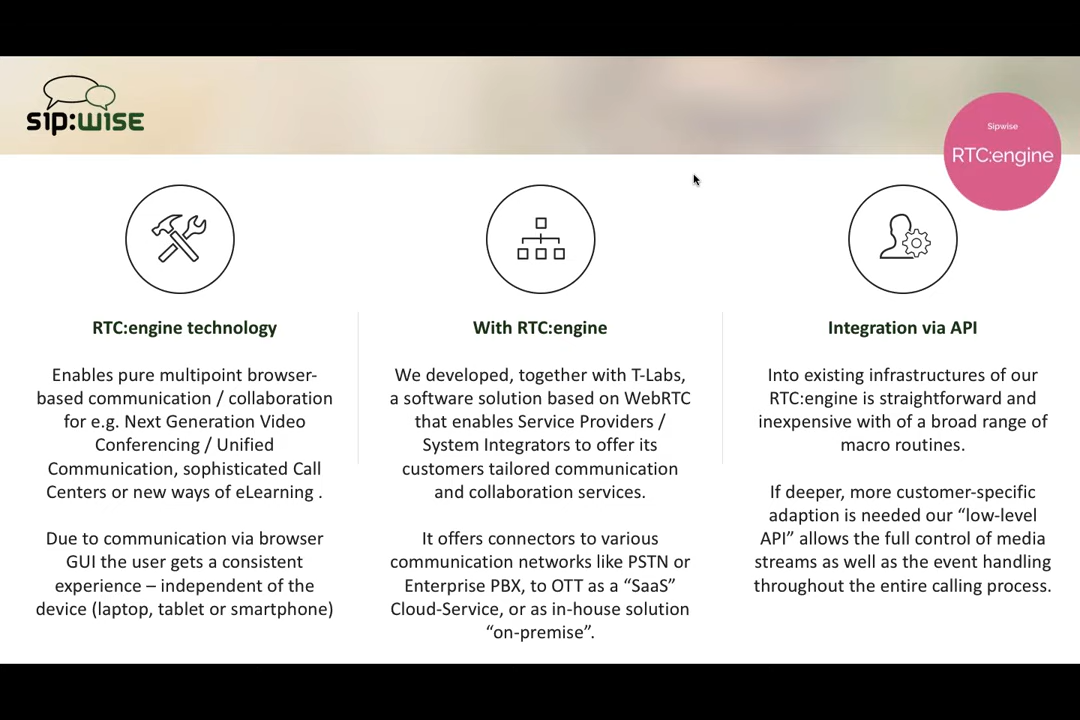 sip:wise
Sipwise
RTC:engine
RTC:engine technology
Enables pure multipoint browser-
based communication / collaboration
for e.g. Next Generation Video
Conferencing / Unified
Communication, sophisticated Call
Centers or new ways of eLearning .
Due to communication via browser
GUI the user gets a consistent
experience – independent of the
device (laptop, tablet or smartphone)
With RTC:engine
We developed, together with T-Labs,
a software solution based on WebRTC
that enables Service Providers /
System Integrators to offer its
customers tailored communication
and collaboration services.
It offers connectors to various
communication networks like PSTN or
Enterprise PBX, to OTT as a “SaaS”
Cloud-Service, or as in-house solution
“on-premise”.
Integration via API
Into existing infrastructures of our
RTC:engine is straightforward and
inexpensive with of a broad range of
macro routines.
If deeper, more customer-specific
adaption is needed our “low-level
API” allows the full control of media
streams as well as the event handling
throughout the entire calling process.